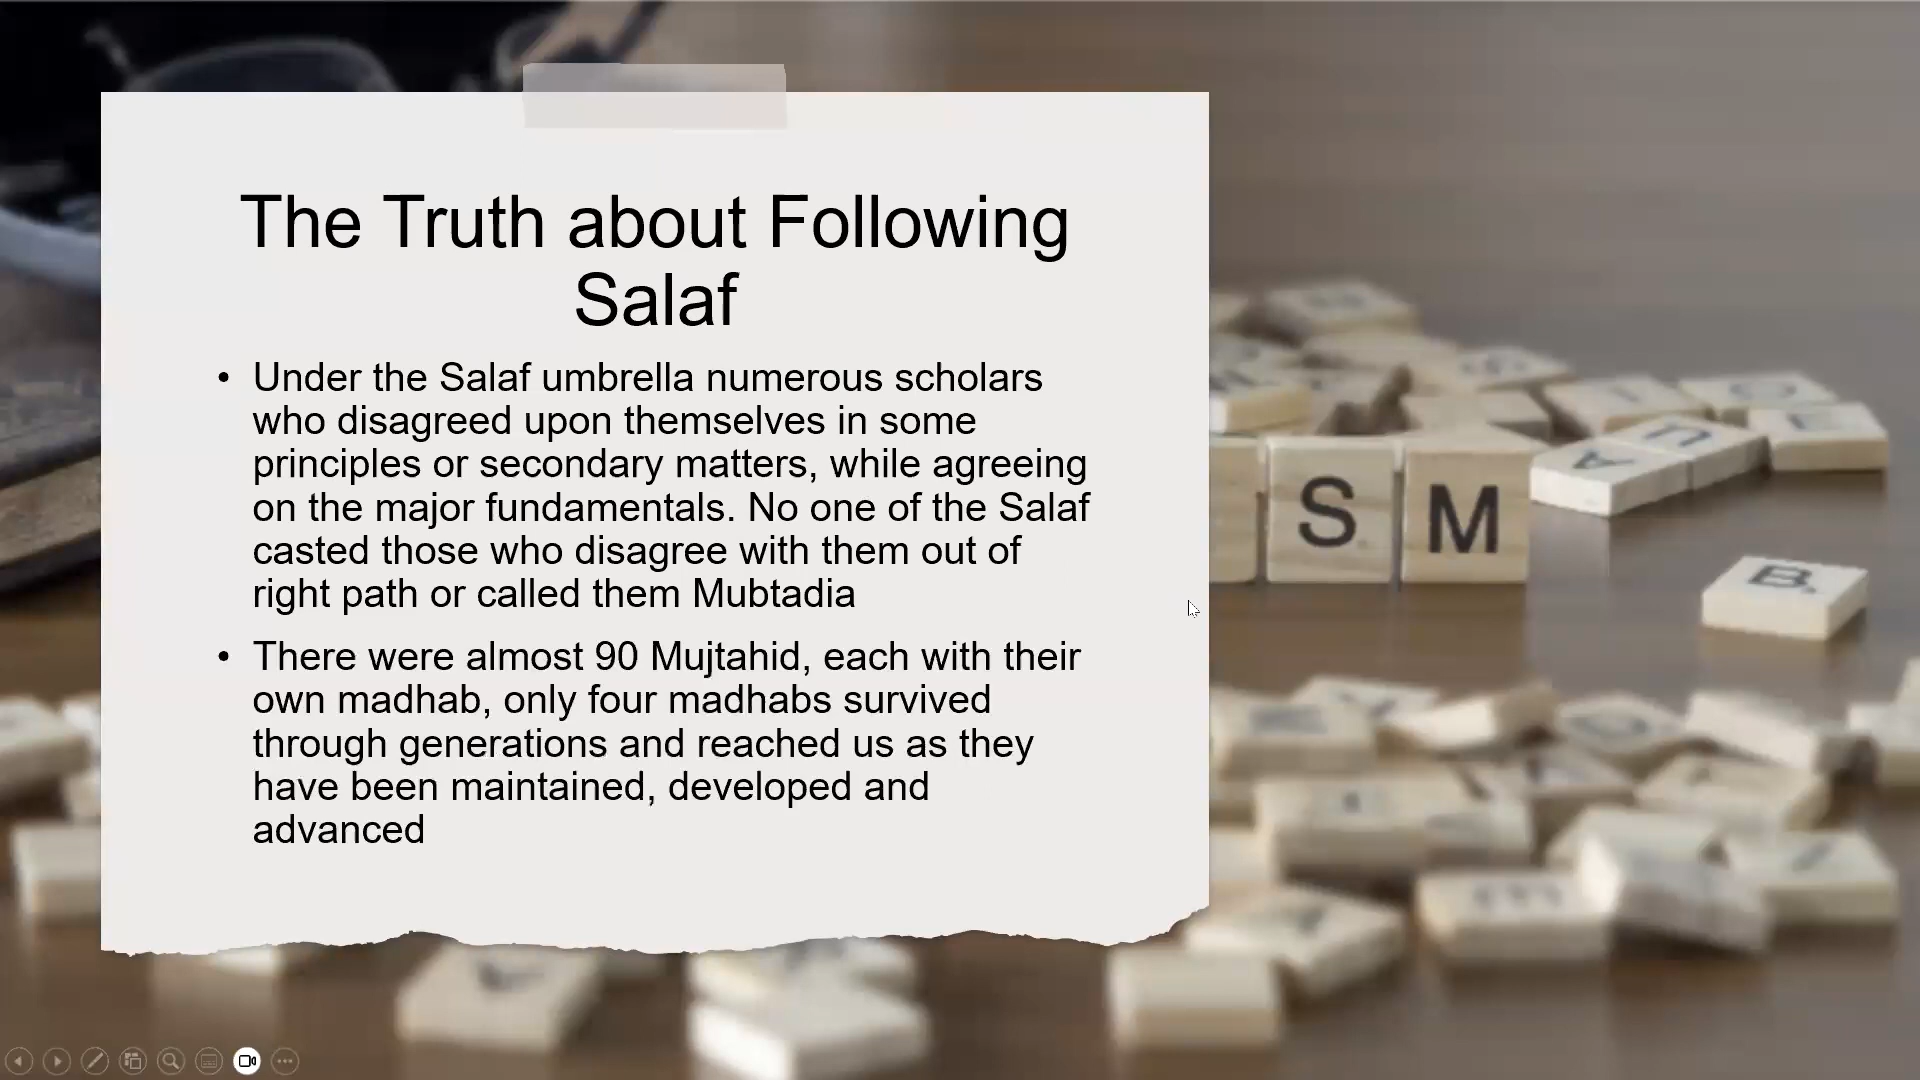 The Truth about Following
Salaf
• Under the Salaf umbrella numerous scholars
who disagreed upon themselves in some
principles or secondary matters, while agreeing
on the major fundamentals. No one of the Salaf
casted those who disagree with them out of
right path or called them Mubtadia
• There were almost 90 Mujtahid, each with their
own madhab, only four madhabs survived
through generations and reached us as they
have been maintained, developed and
advanced
S M
B